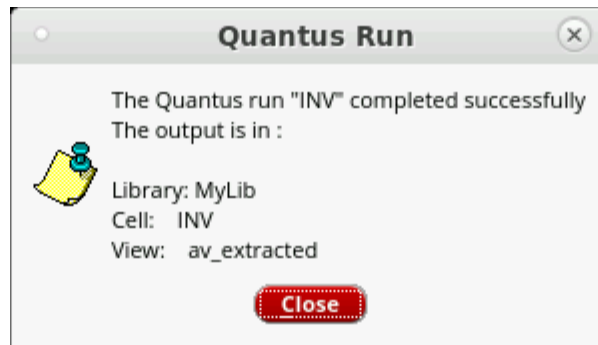 Quantus Run
The Quantus run "INV" completed successfully
The output is in :
Library: MyLib
Cell: INV
View: av_extracted
Close